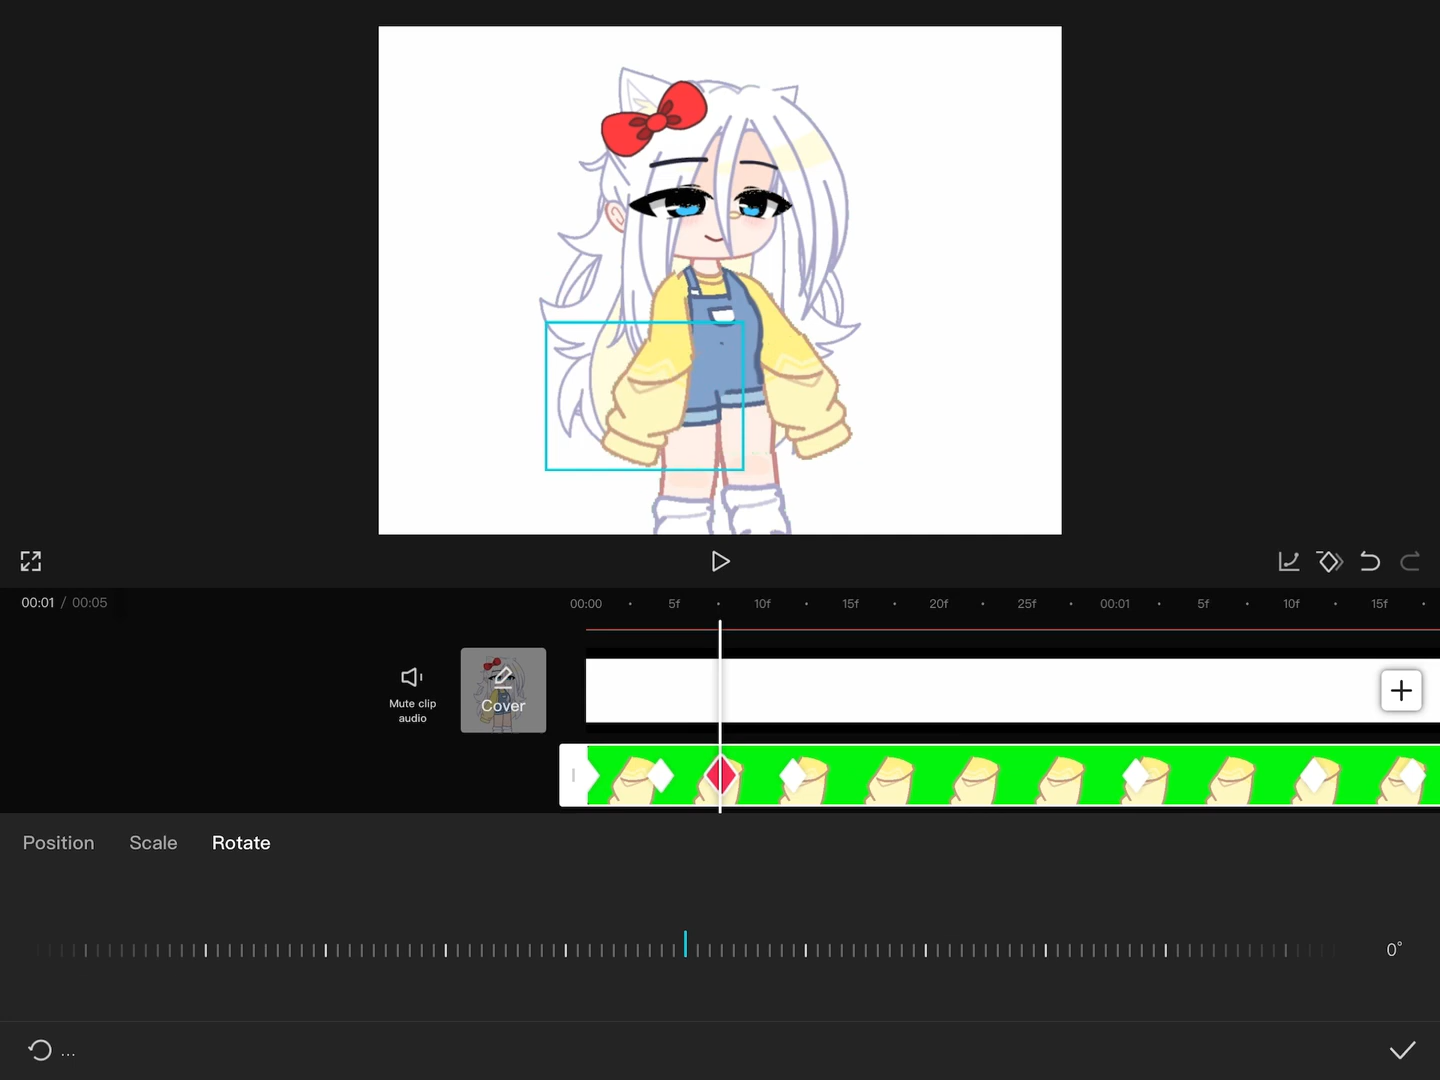 00:01 / 00:05
00:00 5f 10f 15f 20f 25f 00:01 5f 10f 15f
Mute clip
audio
Cover
Position Scale Rotate
0°
...